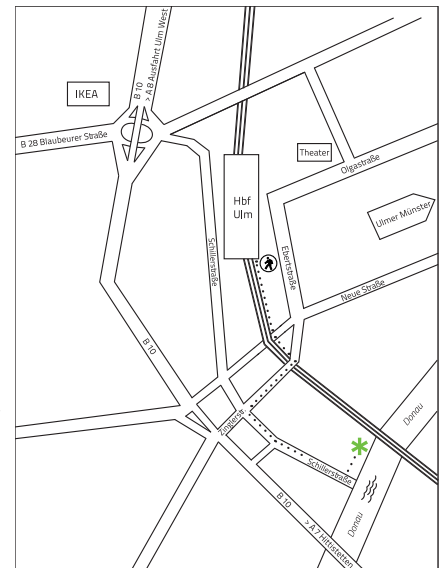 > A 8 Ausfahrt Ulm West
B 10
IKEA
B 28 Blaubeurer Straße
Theater
Olgastraße
Hbf
Ulm
Ulmer Münster
Schillerstraße
Ebertstraße
Neue Straße
B 10
Zinglerstr.
Donau
Schillerstraße
B 10
> A 7 Hittistetten
Donau